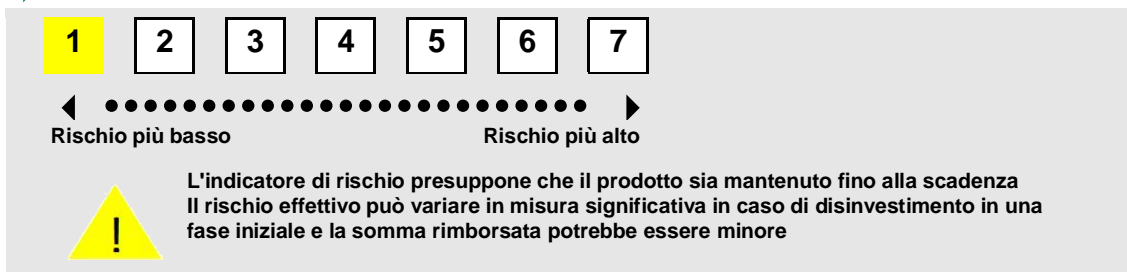 1 2 3 4 5 6 7
Rischio più basso Rischio più alto
L'indicatore di rischio presuppone che il prodotto sia mantenuto fino alla scadenza
Il rischio effettivo può variare in misura significativa in caso di disinvestimento in una
fase iniziale e la somma rimborsata potrebbe essere minore
!